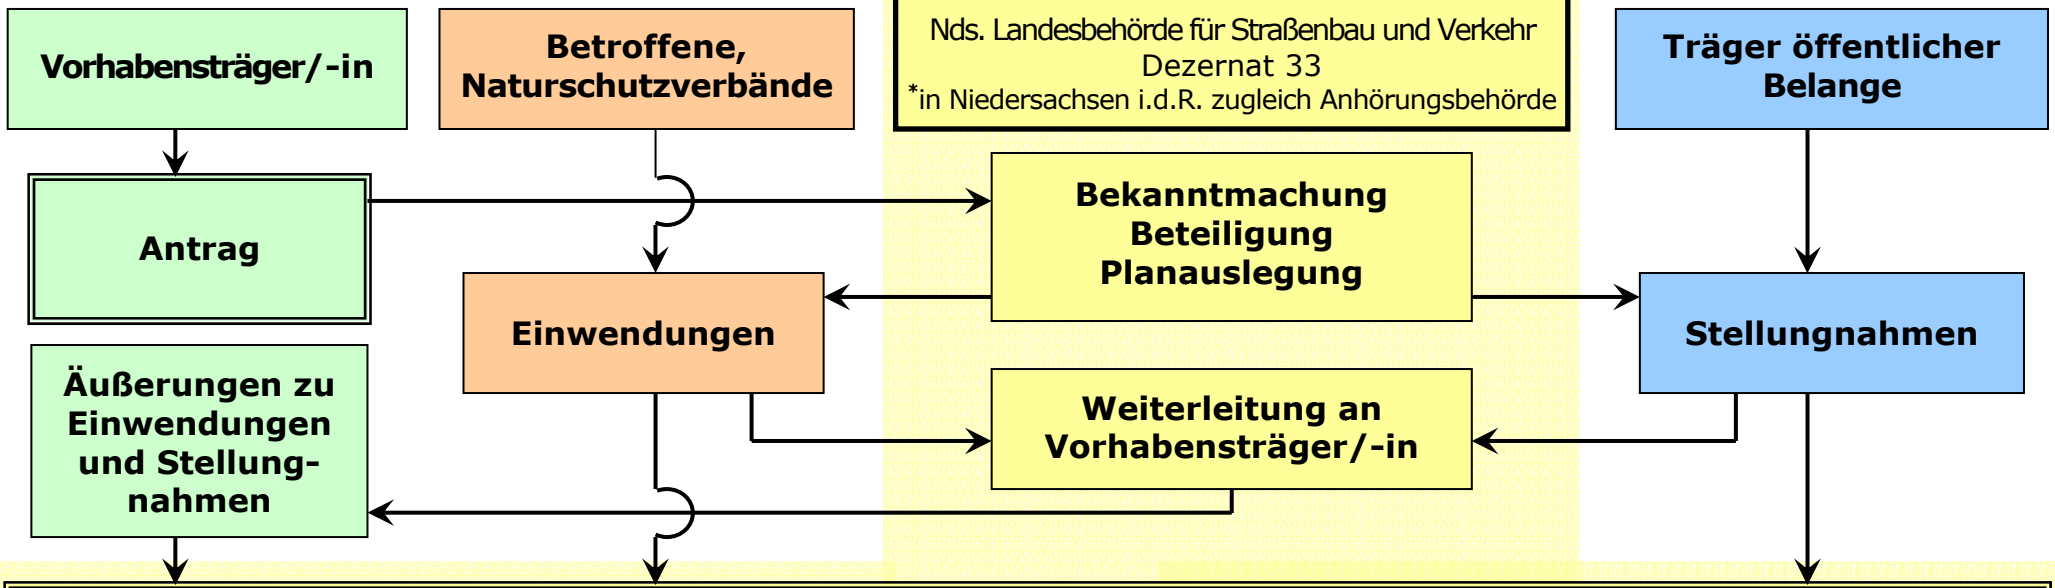 Vorhabensträger/-in
Betroffene,
Naturschutzverbände
Nds. Landesbehörde für Straßenbau und Verkehr
Dezernat 33
*in Niedersachsen i.d.R. zugleich Anhörungsbehörde
Träger öffentlicher
Belange
Antrag
Bekanntmachung
Beteiligung
Planauslegung
Einwendungen
Stellungnahmen
Äußerungen zu
Einwendungen
und Stellung-
nahmen
Weiterleitung an
Vorhabensträger/-in